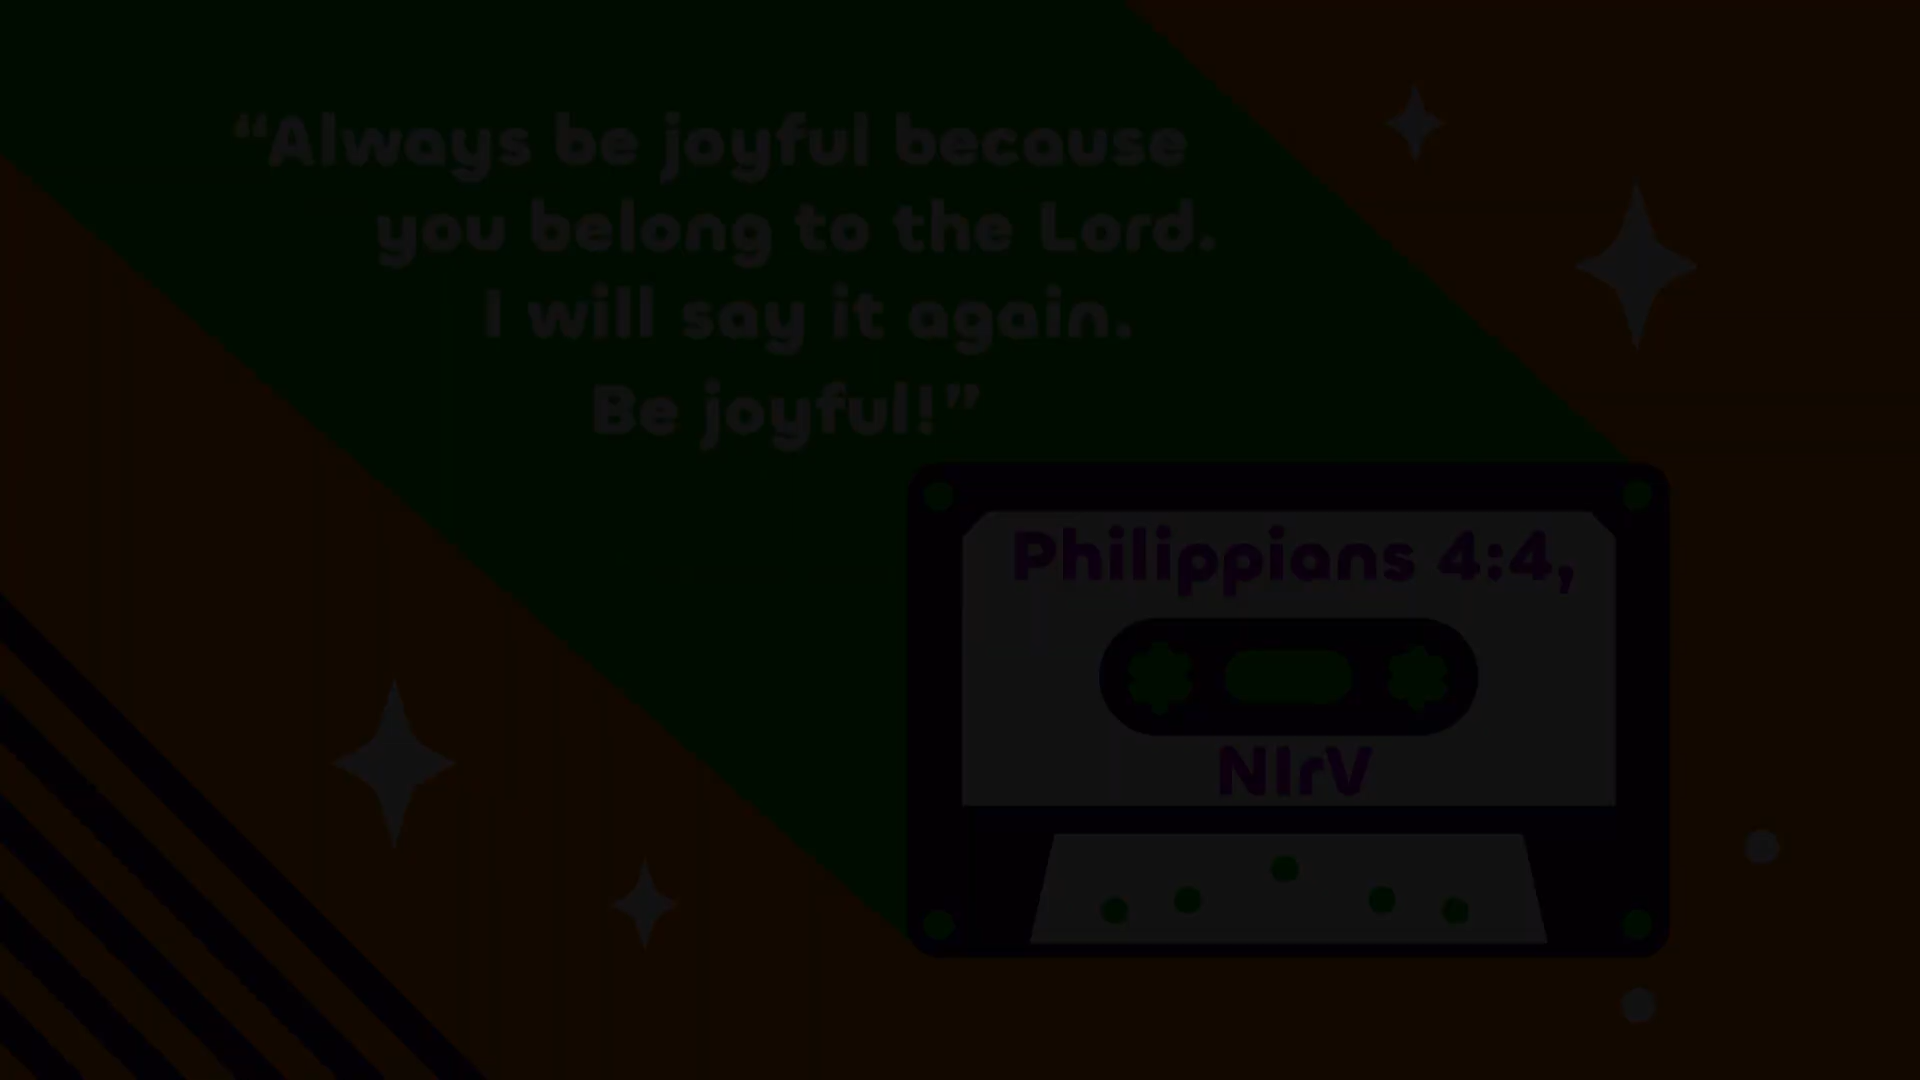 “Always be joyful because
you belong to the Lord.
I will say it again.
Be joyful!”
Philippians 4:4,
NIrV